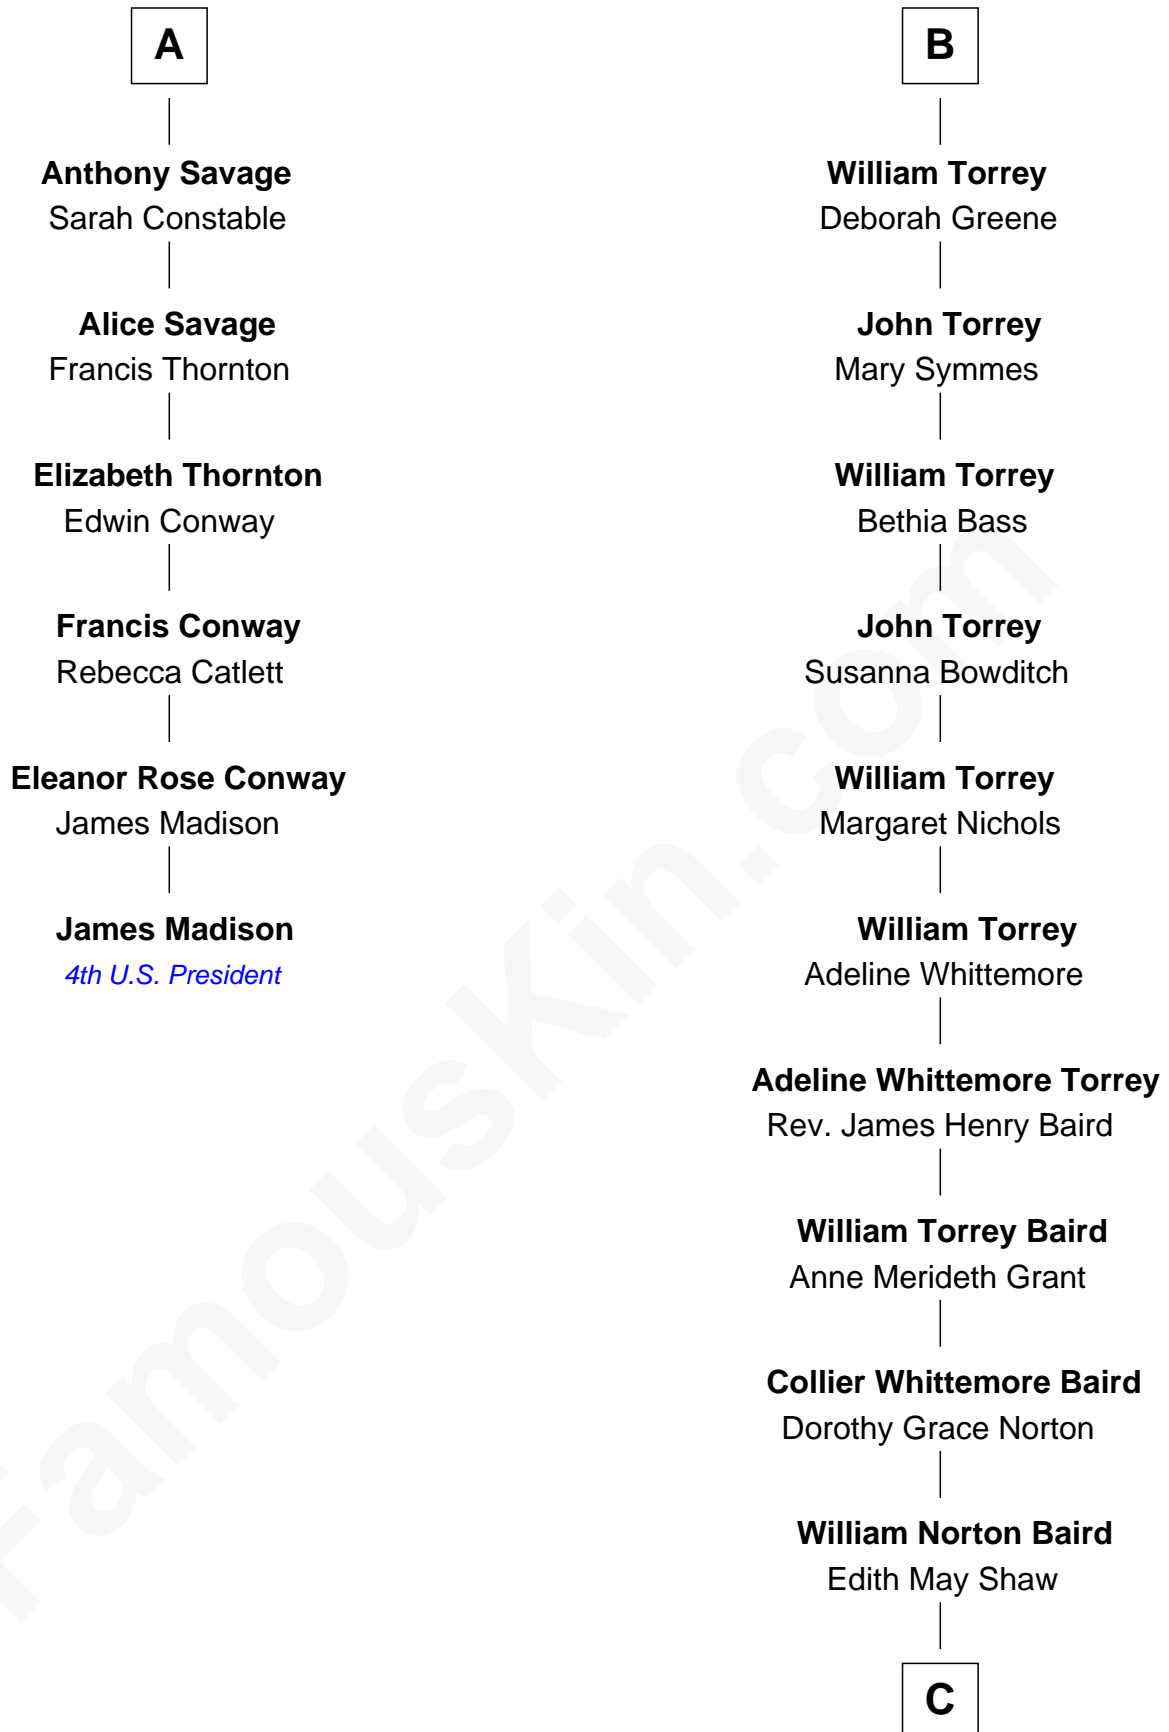 A
Anthony Savage
Sarah Constable
Alice Savage
Francis Thornton
Elizabeth Thornton
Edwin Conway
Francis Conway
Rebecca Catlett
Eleanor Rose Conway
James Madison
James Madison
4th U.S. President
B
William Torrey
Deborah Greene
John Torrey
Mary Symmes
William Torrey
Bethia Bass
John Torrey
Susanna Bowditch
William Torrey
Margaret Nichols
William Torrey
Adeline Whittemore
Adeline Whittemore Torrey
Rev. James Henry Baird
William Torrey Baird
Anne Merideth Grant
Collier Whittemore Baird
Dorothy Grace Norton
William Norton Baird
Edith May Shaw
C
FamousKin.com